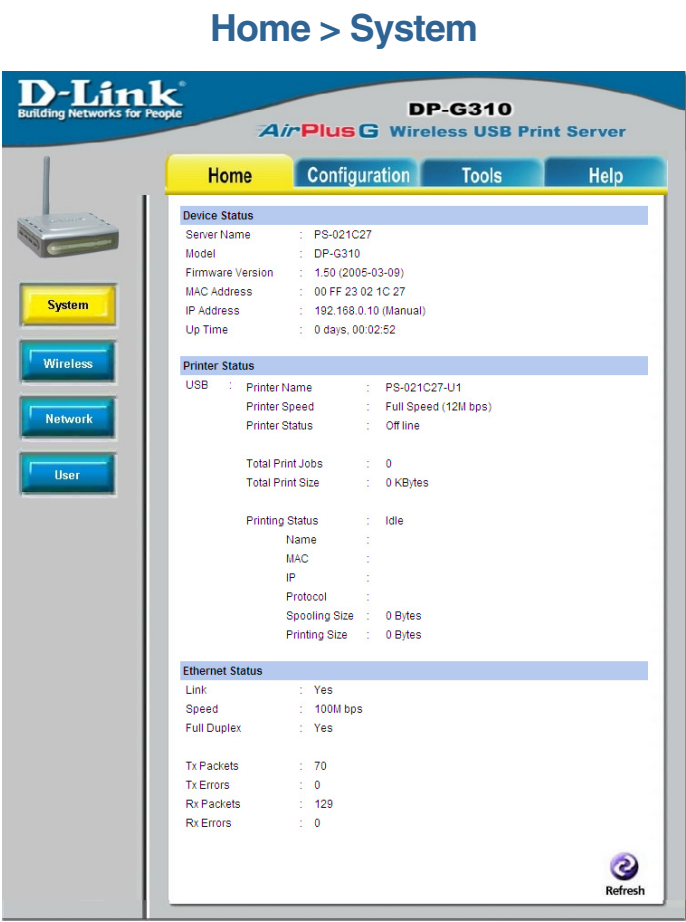 Home > System
D-Link
Building Networks for People
DP-G310
AirPlus G Wireless USB Print Server
Home Configuration Tools Help
System
Wireless
Network
User
Device Status
Server Name : PS-021C27
Model : DP-G310
Firmware Version : 1.50 (2005-03-09)
MAC Address : 00 FF 23 02 1C 27
IP Address : 192.168.0.10 (Manual)
Up Time : 0 days, 00:02:52
Printer Status
USB : Printer Name : PS-021C27-U1
Printer Speed : Full Speed (12M bps)
Printer Status : Off line
Total Print Jobs : 0
Total Print Size : 0 KBytes
Printing Status : Idle
Name :
MAC :
IP :
Protocol :
Spooling Size : 0 Bytes
Printing Size : 0 Bytes
Ethernet Status
Link : Yes
Speed : 100M bps
Full Duplex : Yes
Tx Packets : 70
Tx Errors : 0
Rx Packets : 129
Rx Errors : 0
Refresh